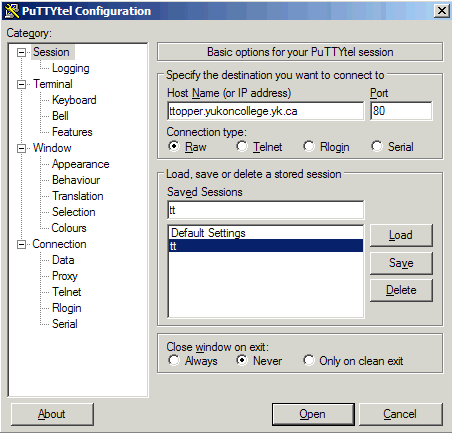 PuTTYtel Configuration
Category:
Session
Logging
Terminal
Keyboard
Bell
Features
Window
Appearance
Behaviour
Translation
Selection
Colours
Connection
Data
Proxy
Telnet
Rlogin
Serial
Basic options for your PuTTYtel session
Specify the destination you want to connect to
Host Name (or IP address) Port
ttopper.yukoncollege.yk.ca 80
Connection type:
Raw Telnet Rlogin Serial
Load, save or delete a stored session
Saved Sessions
tt
Default Settings
tt
Load
Save
Delete
Close window on exit:
Always Never Only on clean exit
About Open Cancel